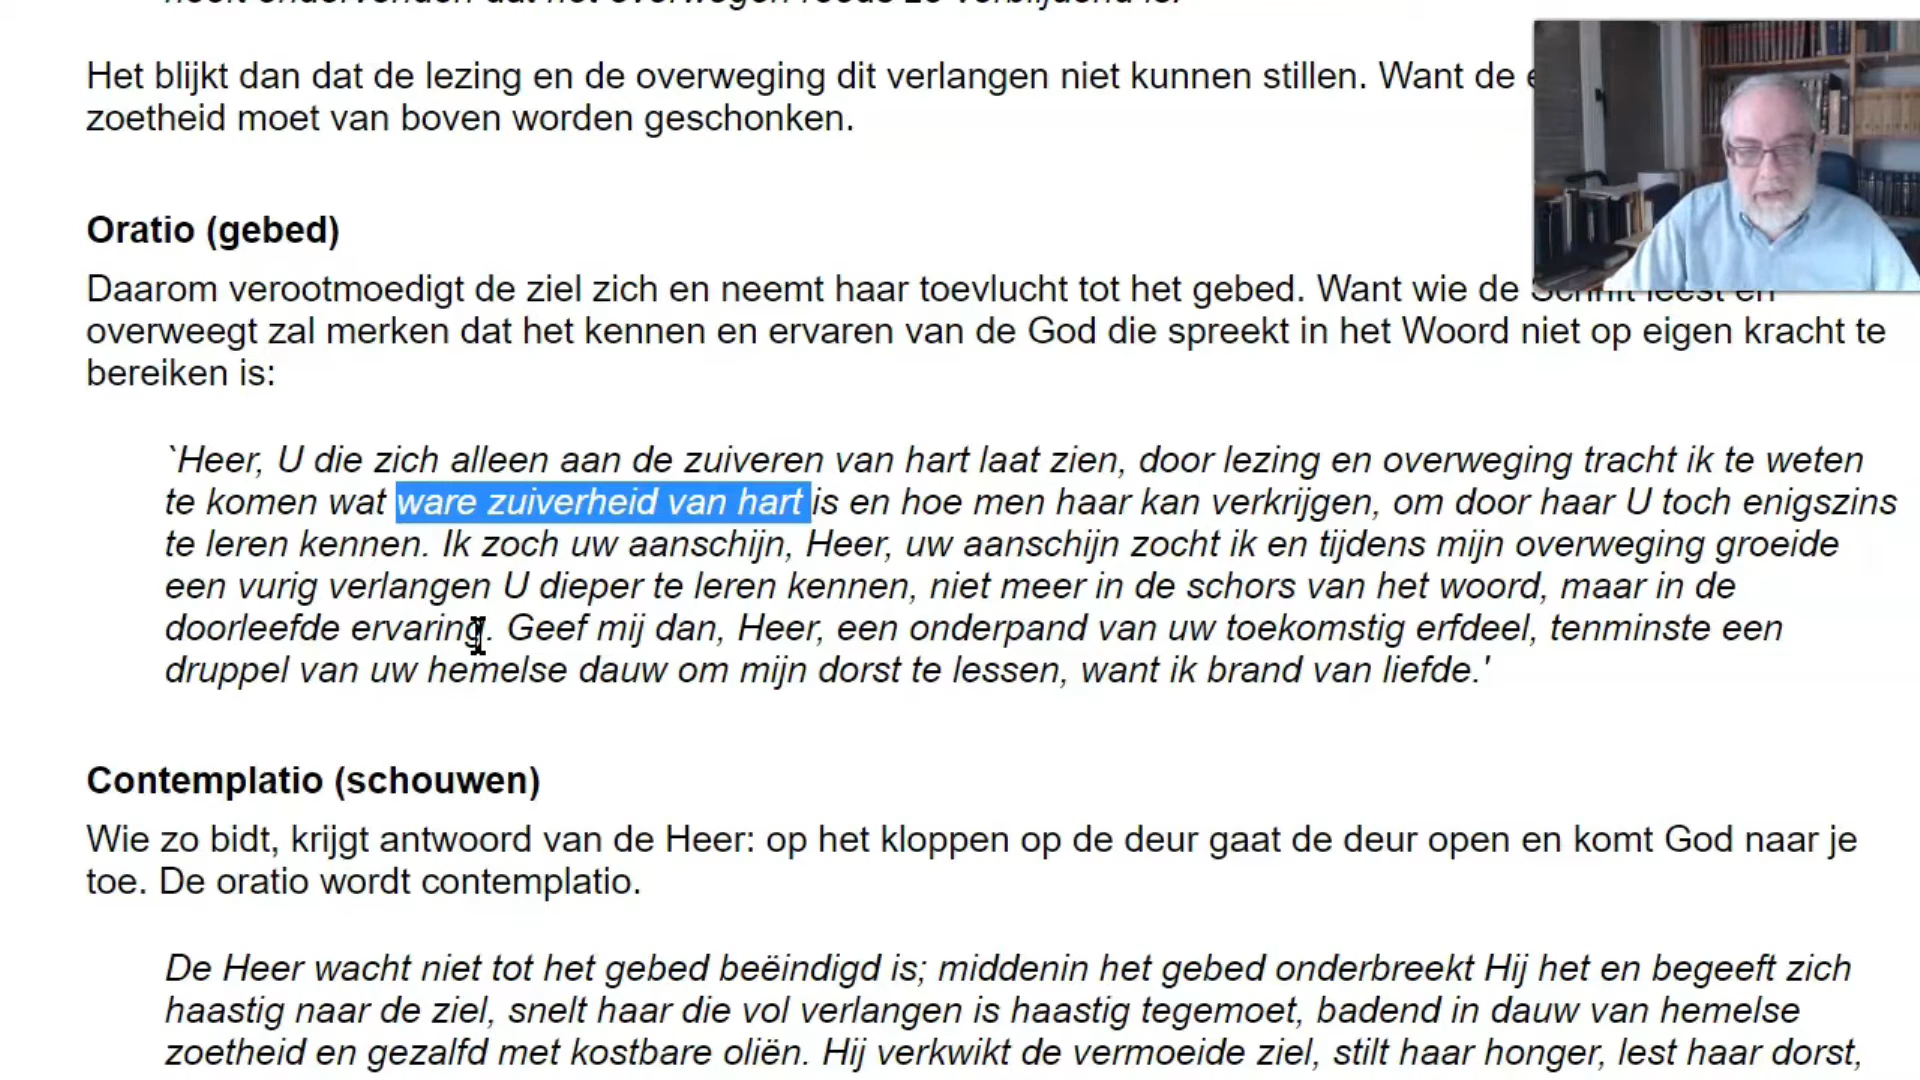 Het blijkt dan dat de lezing en de overweging dit verlangen niet kunnen stillen. Want de
zoetheid moet van boven worden geschonken.
Oratio (gebed)
Daarom verootmoedigt de ziel zich en neemt haar toevlucht tot het gebed. Want wie de Schrift leest en
overweegt zal merken dat het kennen en ervaren van de God die spreekt in het Woord niet op eigen kracht te
bereiken is:
`Heer, U die zich alleen aan de zuiveren van hart laat zien, door lezing en overweging tracht ik te weten
te komen wat ware zuiverheid van hart is en hoe men haar kan verkrijgen, om door haar U toch enigszins
te leren kennen. Ik zoch uw aanschijn, Heer, uw aanschijn zocht ik en tijdens mijn overweging groeide
een vurig verlangen U dieper te leren kennen, niet meer in de schors van het woord, maar in de
doorleefde ervaring. Geef mij dan, Heer, een onderpand van uw toekomstig erfdeel, tenminste een
druppel van uw hemelse dauw om mijn dorst te lessen, want ik brand van liefde.'
Contemplatio (schouwen)
Wie zo bidt, krijgt antwoord van de Heer: op het kloppen op de deur gaat de deur open en komt God naar je
toe. De oratio wordt contemplatio.
De Heer wacht niet tot het gebed beëindigd is; middenin het gebed onderbreekt Hij het en begeeft zich
haastig naar de ziel, snelt haar die vol verlangen is haastig tegemoet, badend in dauw van hemelse
zoetheid en gezalfd met kostbare oliën. Hij verkwikt de vermoeide ziel, stilt haar honger, lest haar dorst,